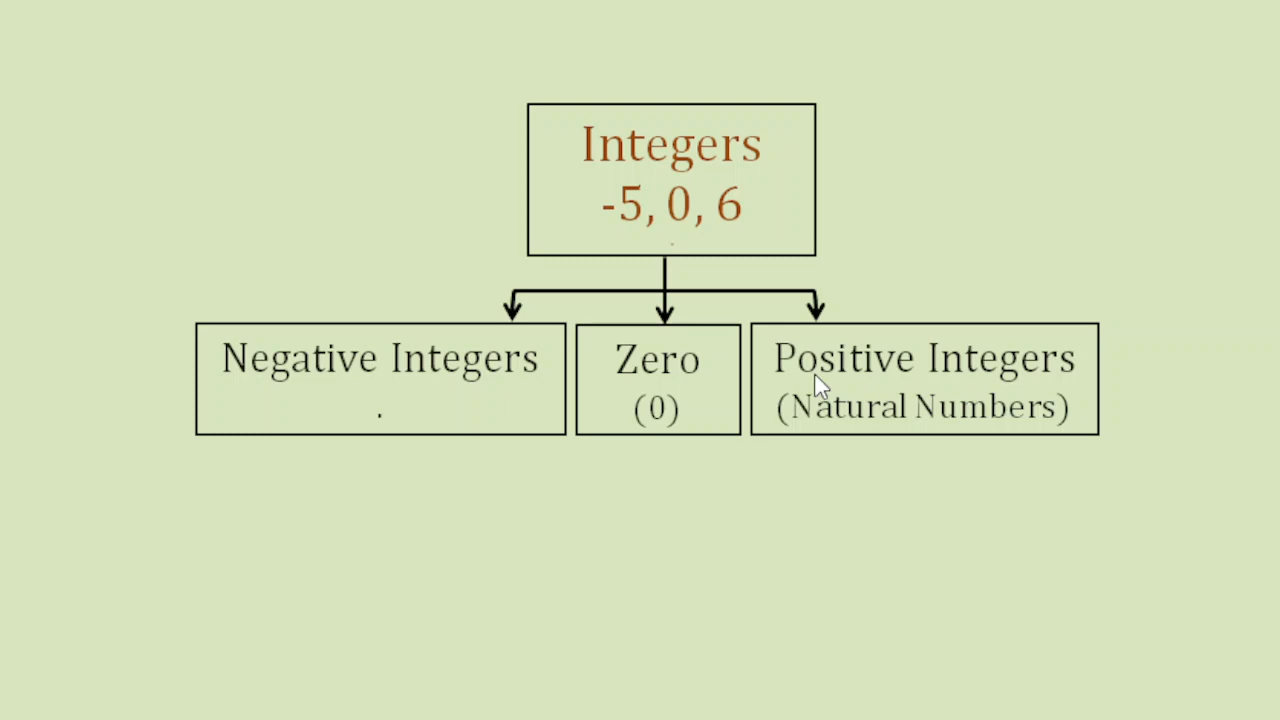 Integers
-5, 0, 6
.
Negative Integers
.
Zero
(0)
Positive Integers
(Natural Numbers)